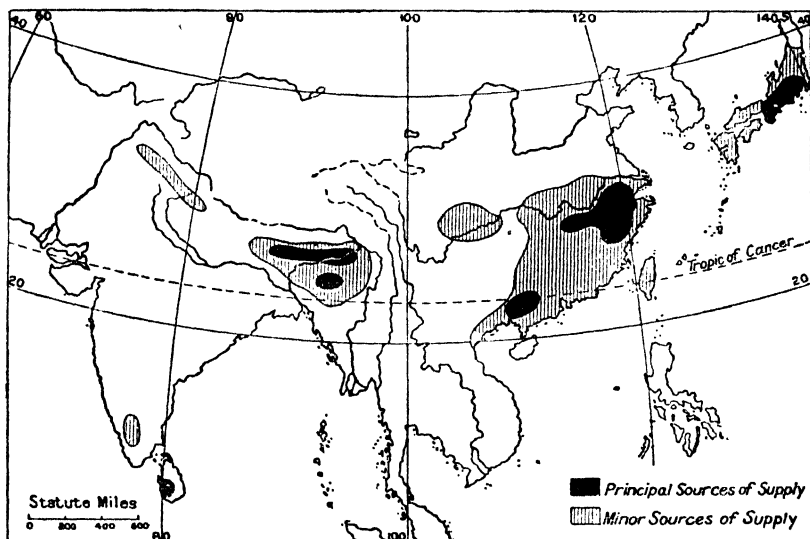 40 60 80 100 120 140 40
Tropic of Cancer
20 20
Principal Sources of Supply
Statute Miles
Minor Sources of Supply
0 200 400 600
80 100